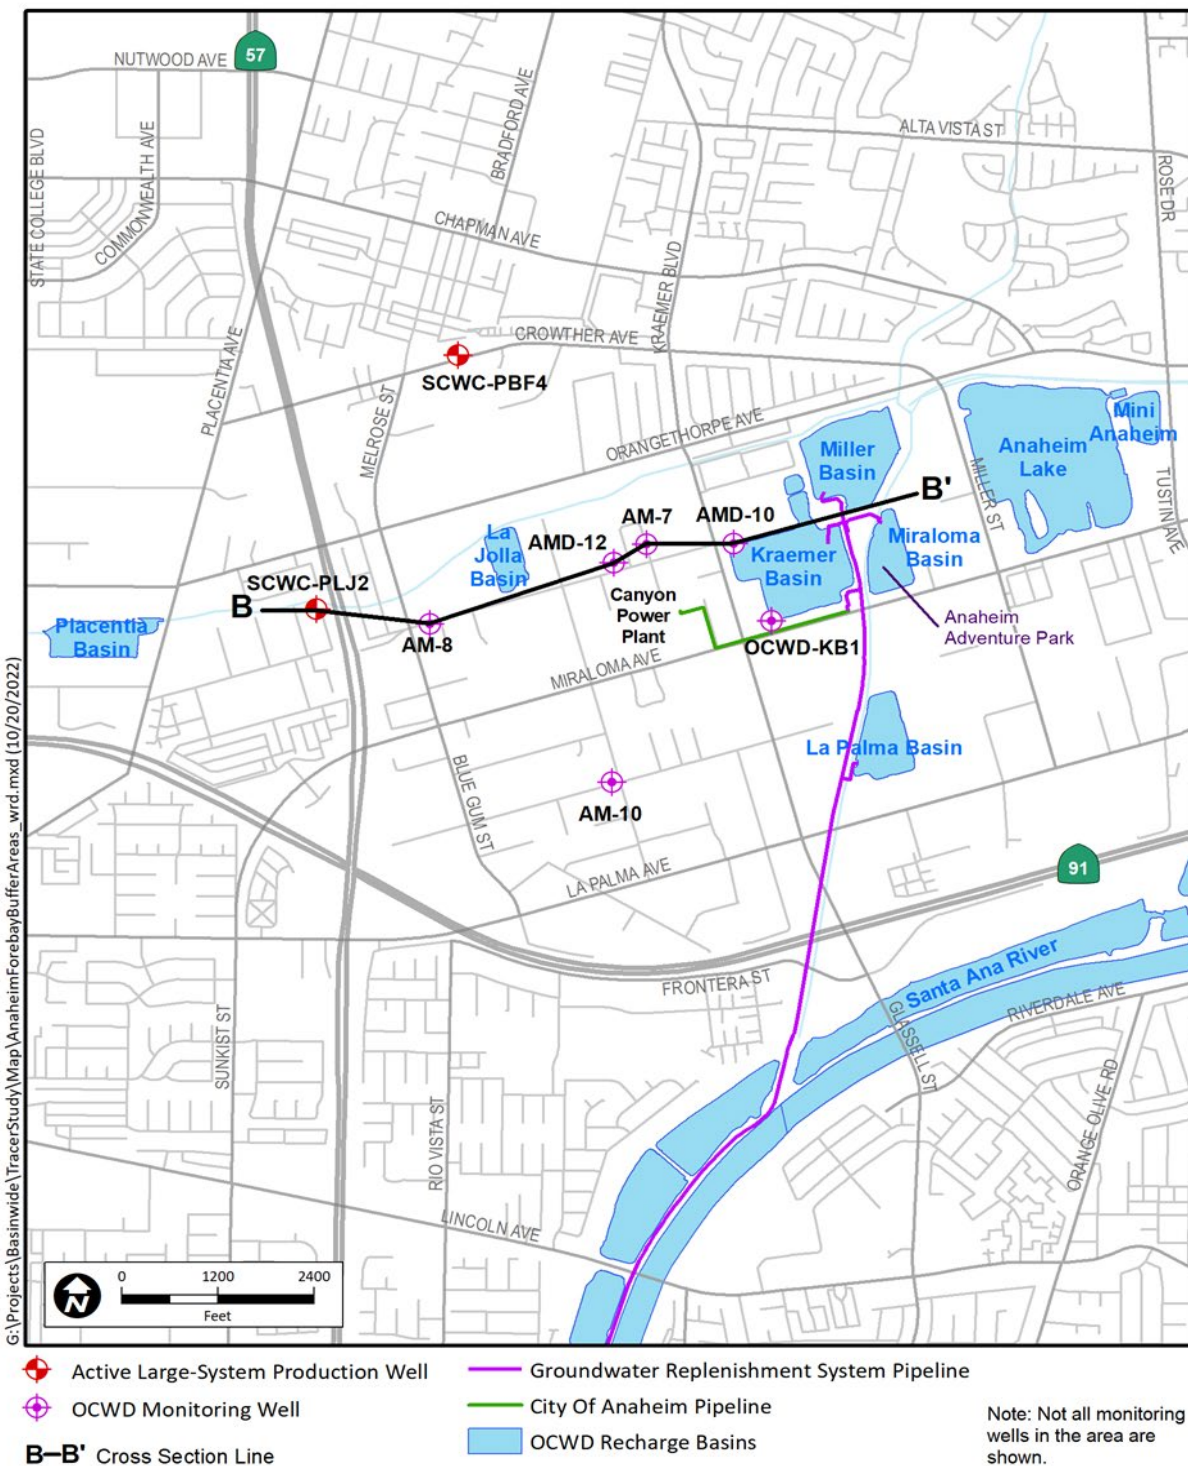 57
NUTWOOD AVE
STATE COLLEGE BLVD
COMMONWEALTH AVE
BRADFORD AVE
ALTA VISTA ST
ROSE DR
CHAPMAN AVE
KRAEMER BLVD
PLACENTIA AVE
CROWTHER AVE
SCWC-PBF4
MELROSE ST
ORANGETHORPE AVE
Miller
Basin
Anaheim
Lake
Mini
Anaheim
MILLER ST
TUSTIN AVE
B'
AM-7
AMD-10
AMD-12
La
Jolla
Basin
Kraemer
Basin
Miraloma
Basin
SCWC-PLJ2
B
Canyon
Power
Plant
Anaheim
Adventure Park
Placentia
Basin
AM-8
OCWD-KB1
MIRALOMA AVE
La Palma Basin
BLUE GUM ST
AM-10
LA PALMA AVE
91
FRONTERA ST
Santa Ana River
RIVERDALE AVE
GLASSELL ST
SUNKIST ST
RIO VISTA ST
ORANGE OLIVE RD
LINCOLN AVE
N
0 1200 2400
Feet
G:\Projects\Basinwide\TracerStudy\Map\AnaheimForebayBufferAreas_wrd.mxd (10/20/2022)
Active Large-System Production Well
OCWD Monitoring Well
B–B' Cross Section Line
Groundwater Replenishment System Pipeline
City Of Anaheim Pipeline
OCWD Recharge Basins
Note: Not all monitoring
wells in the area are
shown.